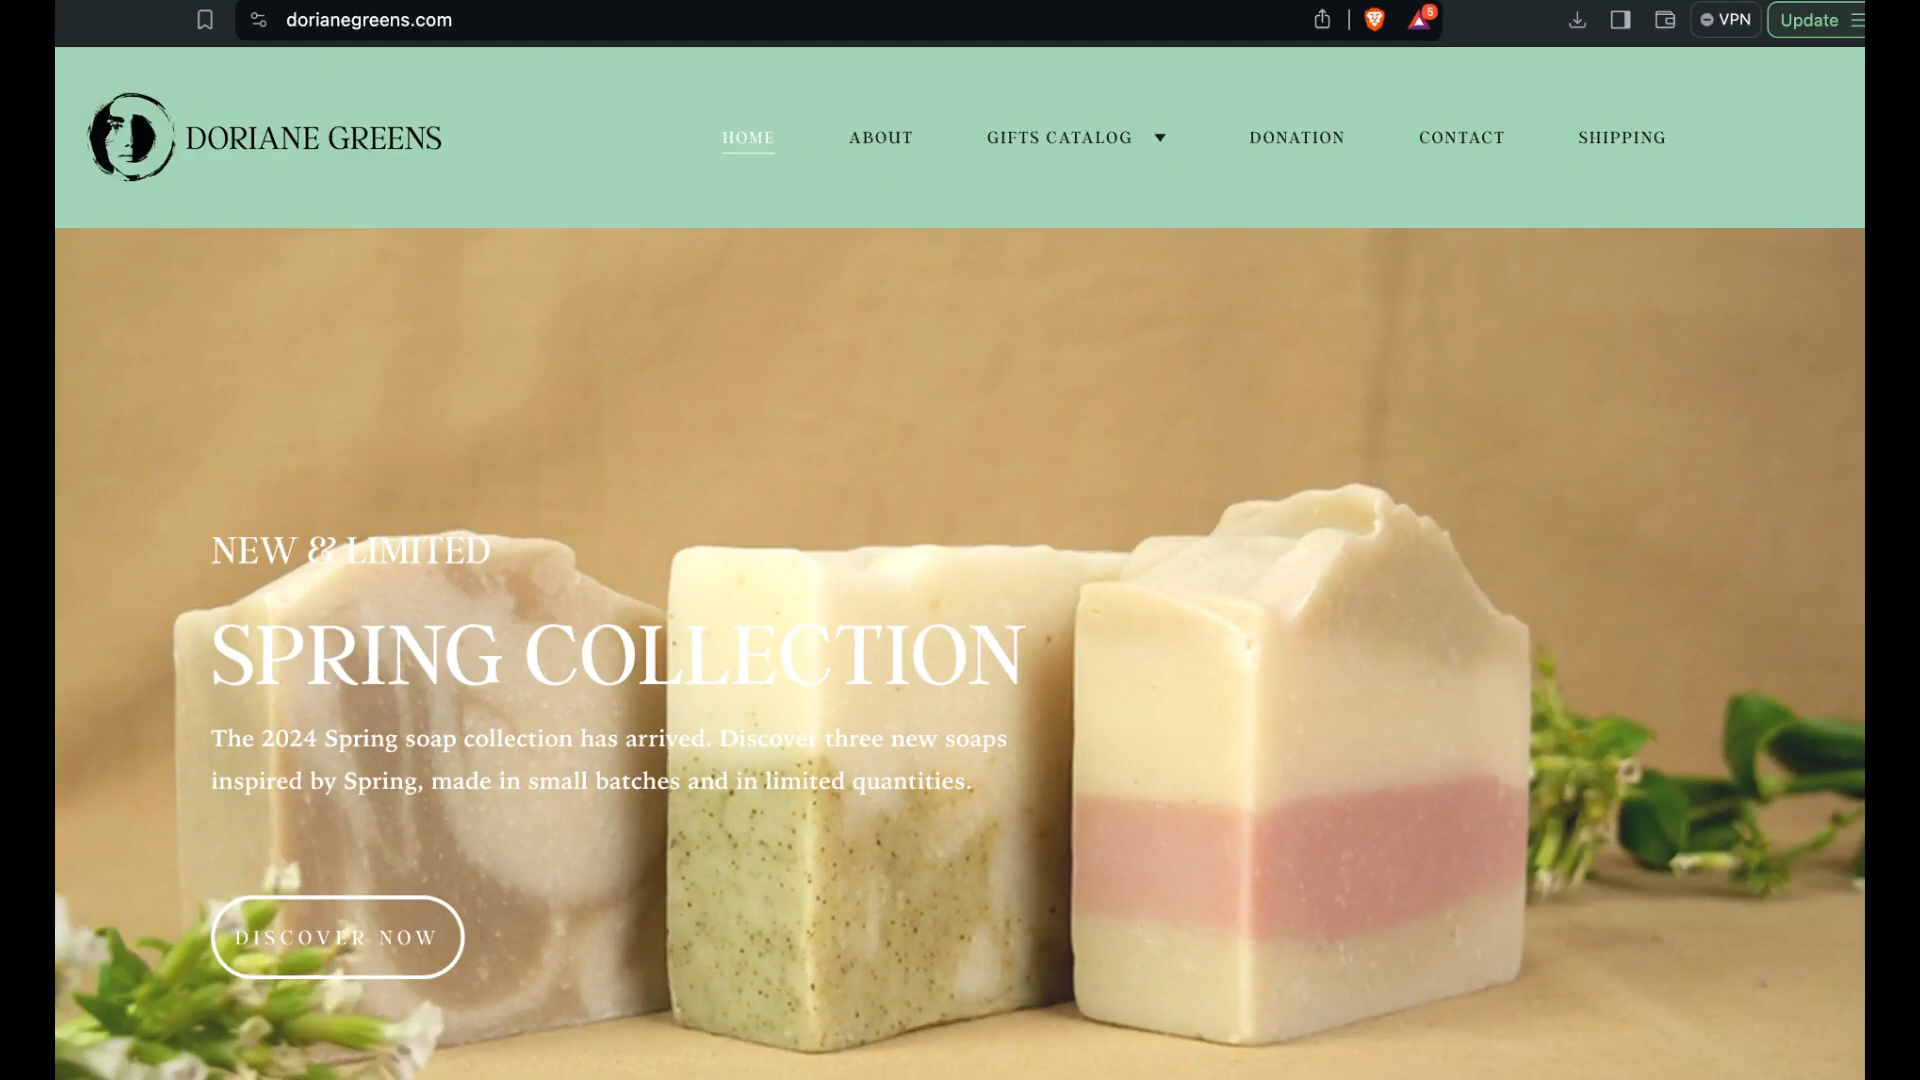 dorianegreens.com
5
VPN
Update
DORIANE GREENS
HOME
ABOUT
GIFTS CATALOG
DONATION
CONTACT
SHIPPING
NEW & LIMITED
SPRING COLLECTION
The 2024 Spring soap collection has arrived. Discover three new soaps
inspired by Spring, made in small batches and in limited quantities.
DISCOVER NOW